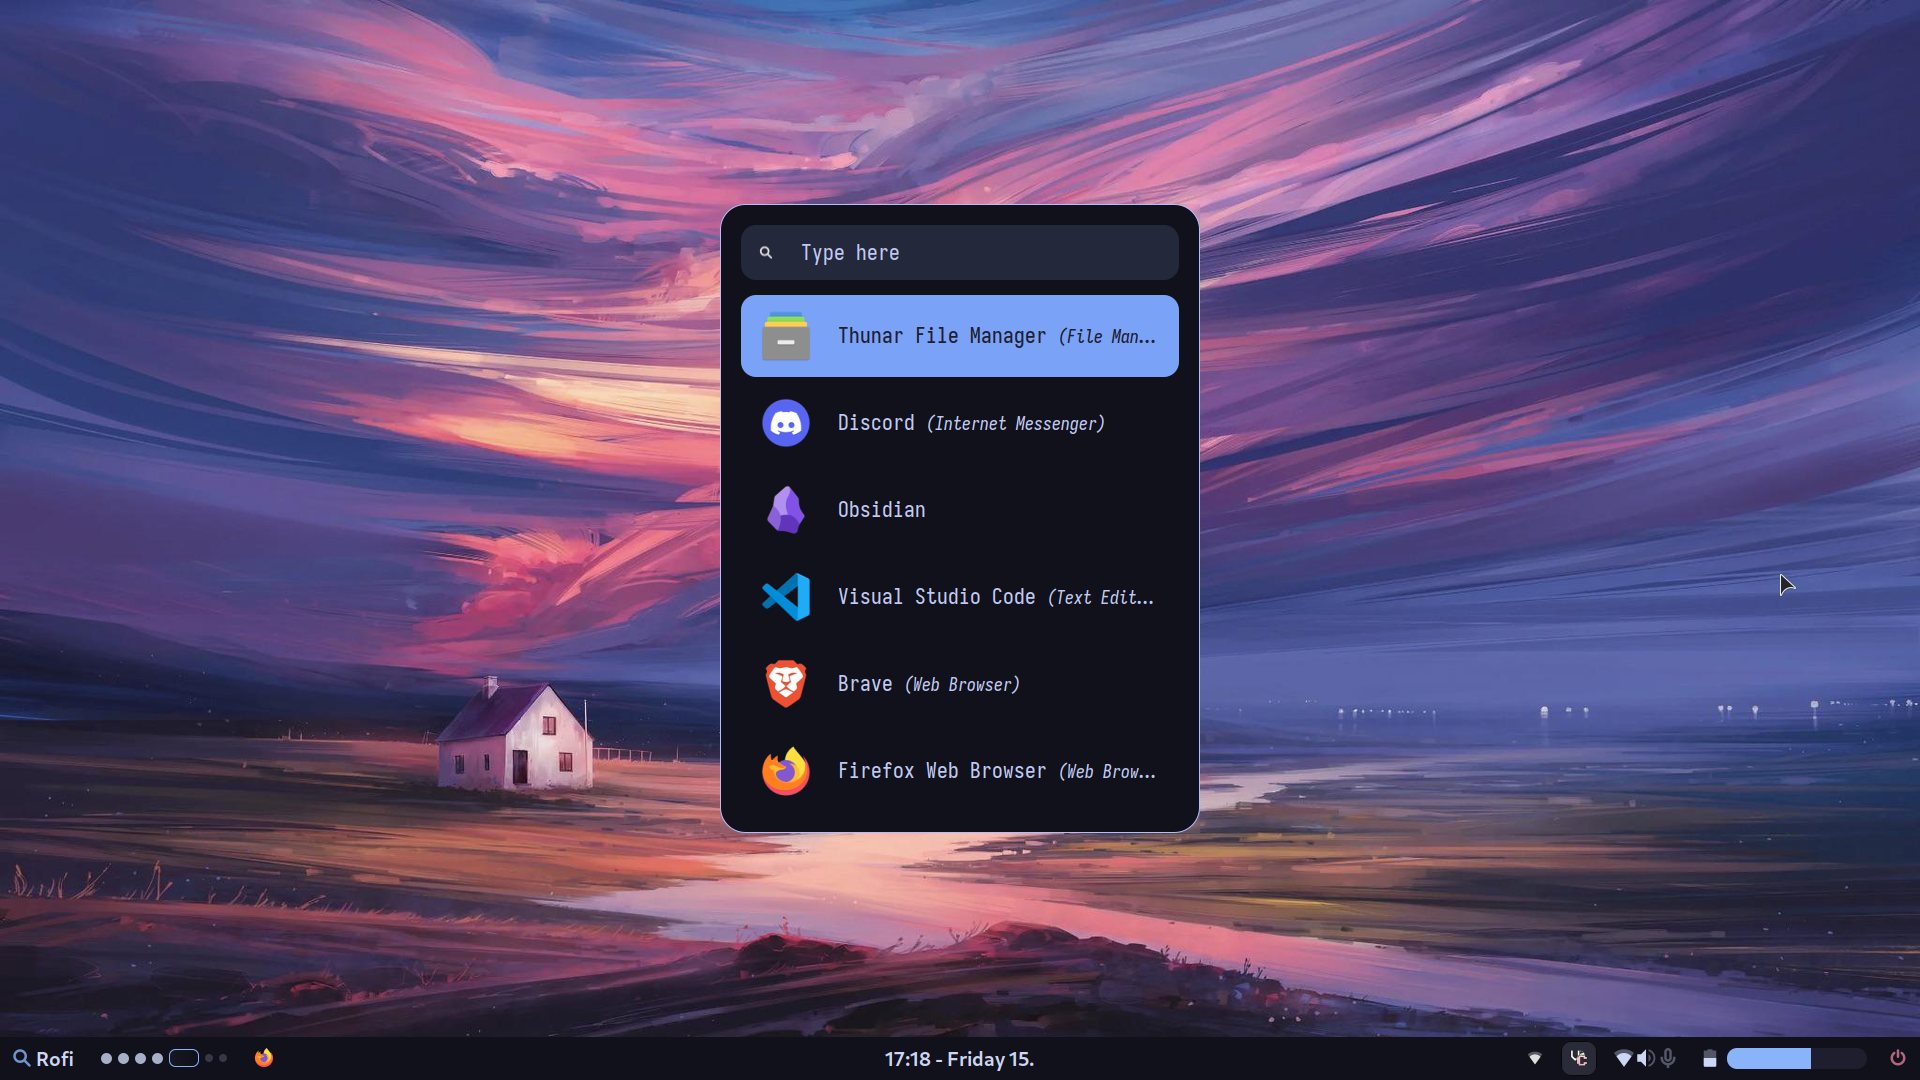 Type here
Thunar File Manager (File Man...
Discord (Internet Messenger)
Obsidian
Visual Studio Code (Text Edit...
Brave (Web Browser)
Firefox Web Browser (Web Brow...
Rofi
17:18 - Friday 15.